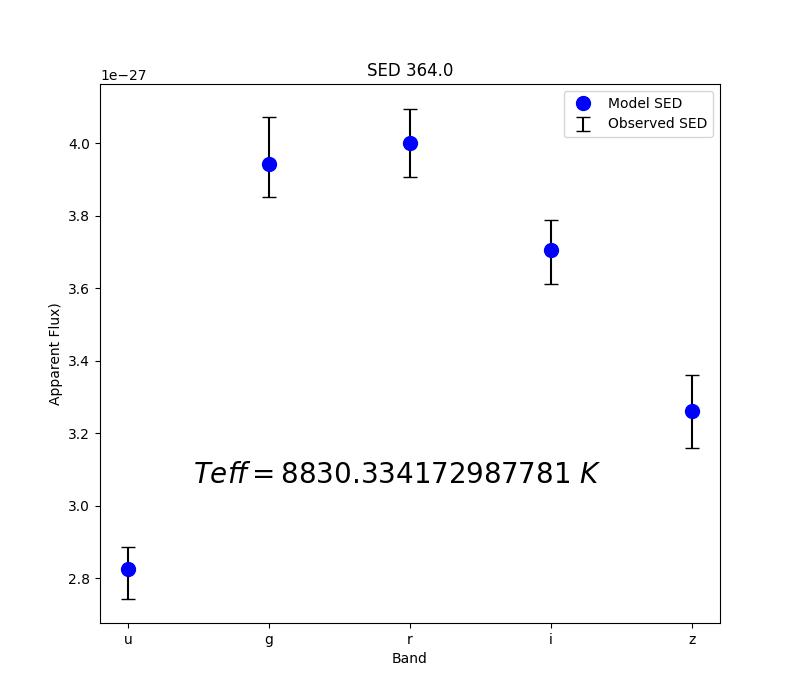 SED 364.0
1e−27
Model SED
Observed SED
4.0
3.8
3.6
3.4
3.2
3.0
2.8
Apparent Flux)
Teff = 8830.334172987781 K
u g r i z
Band